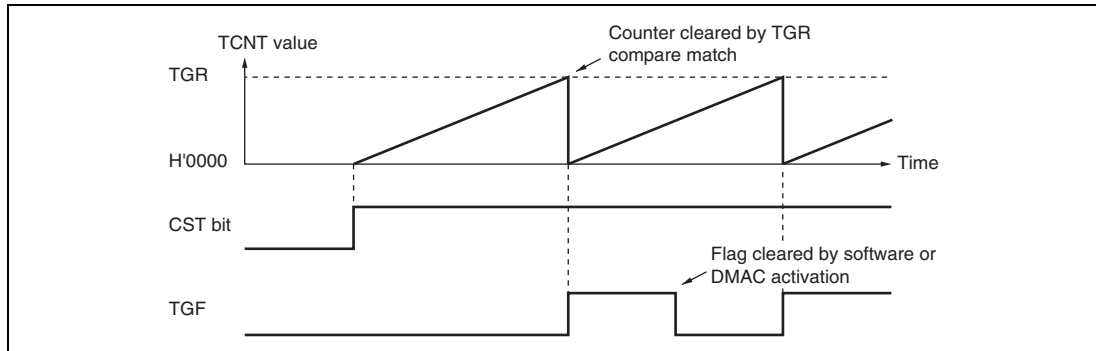 Counter cleared by TGR
compare match
TCNT value
TGR
H'0000
Time
CST bit
Flag cleared by software or
DMAC activation
TGF